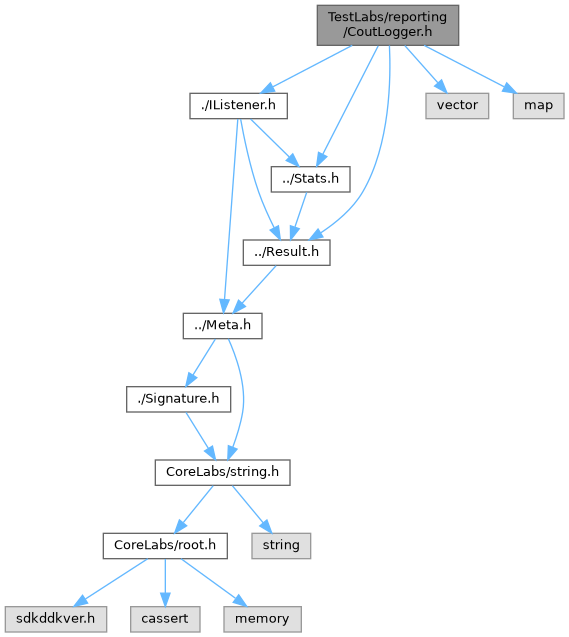 TestLabs/reporting
/CoutLogger.h
./IListener.h
vector
map
../Stats.h
../Result.h
../Meta.h
./Signature.h
CoreLabs/string.h
CoreLabs/root.h
string
sdkddkver.h
cassert
memory